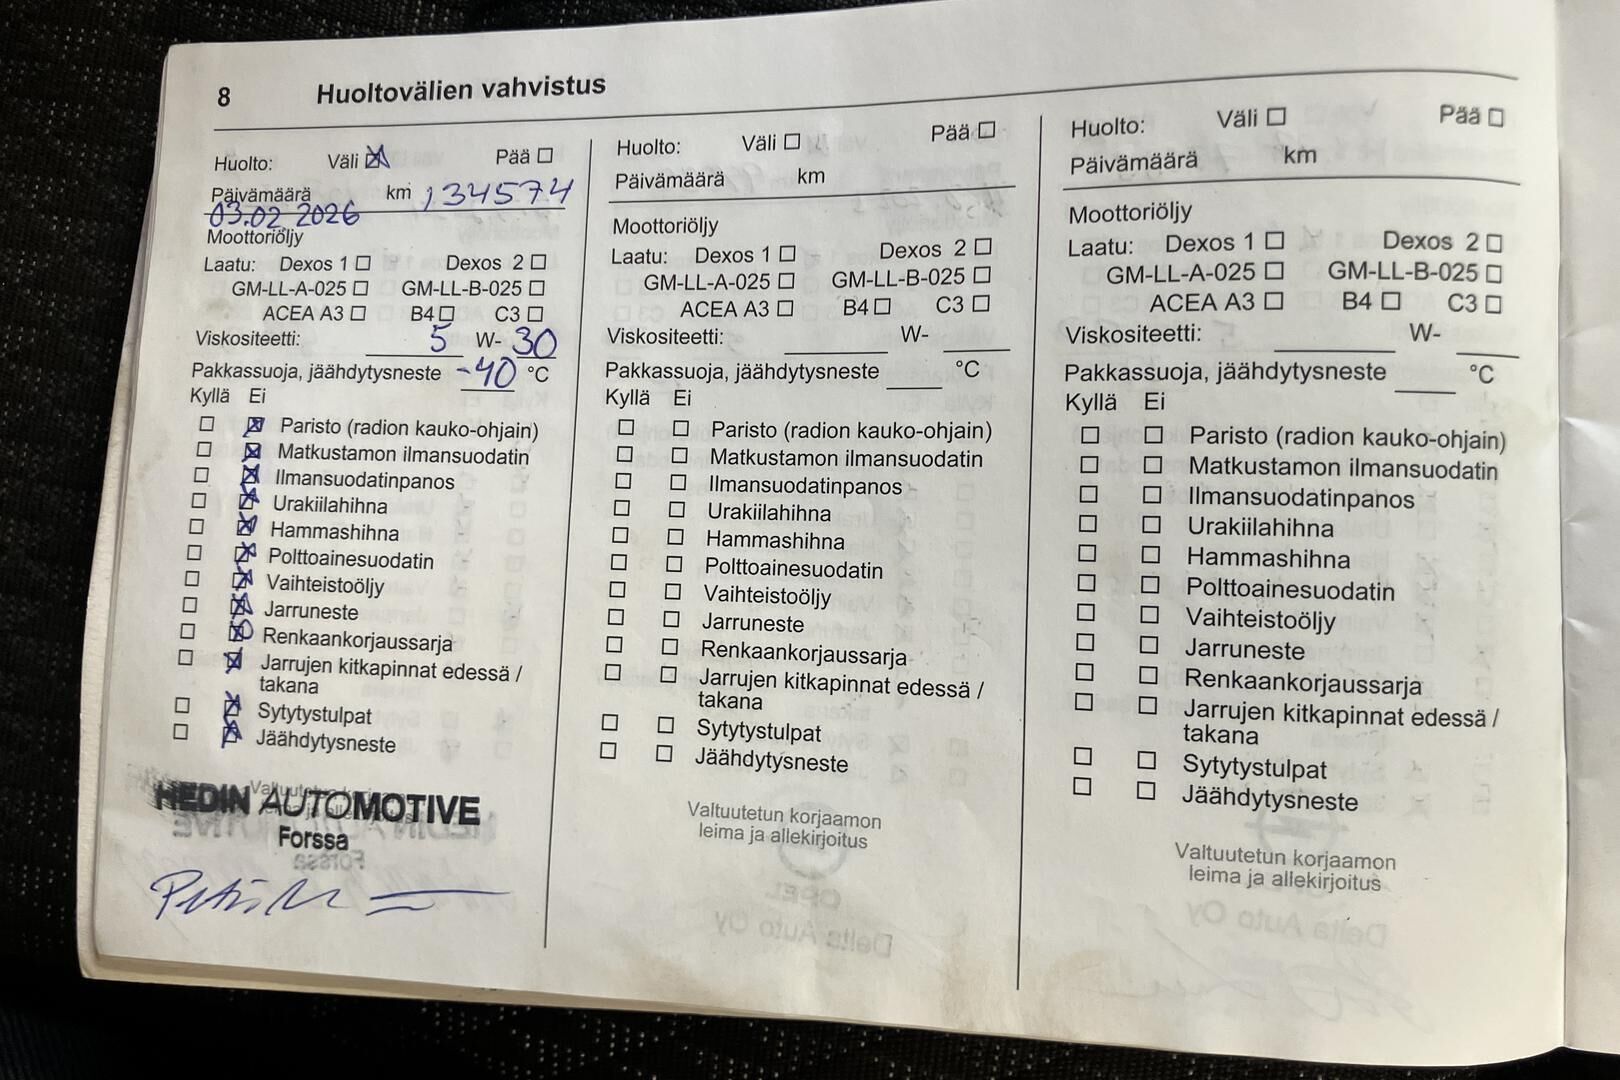 8 Huoltovälien vahvistus
Huolto: Väli ☒ Pää ☐
Päivämäärä km 134574
03.02 2026
Moottoriöljy
Laatu: Dexos 1 ☐ Dexos 2 ☐
GM-LL-A-025 ☐ GM-LL-B-025 ☐
ACEA A3 ☐ B4 ☐ C3 ☐
Viskositeetti: 5 W- 30
Pakkassuoja, jäähdytysneste -40 °C
Kyllä Ei
☐ ☒ Paristo (radion kauko-ohjain)
☐ ☒ Matkustamon ilmansuodatin
☐ ☒ Ilmansuodatinpanos
☐ ☒ Urakiilahihna
☐ ☒ Hammashihna
☐ ☒ Polttoainesuodatin
☐ ☒ Vaihteistoöljy
☐ ☒ Jarruneste
☐ ☒ Renkaankorjaussarja
☐ ☒ Jarrujen kitkapinnat edessä /
takana
☐ ☒ Sytytystulpat
☐ ☒ Jäähdytysneste
HEDIN AUTOMOTIVE
Forssa
Huolto: Väli ☐ Pää ☐
Päivämäärä km
Moottoriöljy
Laatu: Dexos 1 ☐ Dexos 2 ☐
GM-LL-A-025 ☐ GM-LL-B-025 ☐
ACEA A3 ☐ B4 ☐ C3 ☐
Viskositeetti: W-
Pakkassuoja, jäähdytysneste °C
Kyllä Ei
☐ ☐ Paristo (radion kauko-ohjain)
☐ ☐ Matkustamon ilmansuodatin
☐ ☐ Ilmansuodatinpanos
☐ ☐ Urakiilahihna
☐ ☐ Hammashihna
☐ ☐ Polttoainesuodatin
☐ ☐ Vaihteistoöljy
☐ ☐ Jarruneste
☐ ☐ Renkaankorjaussarja
☐ ☐ Jarrujen kitkapinnat edessä /
takana
☐ ☐ Sytytystulpat
☐ ☐ Jäähdytysneste
Valtuutetun korjaamon
leima ja allekirjoitus
Huolto: Väli ☐ Pää ☐
Päivämäärä km
Moottoriöljy
Laatu: Dexos 1 ☐ Dexos 2 ☐
GM-LL-A-025 ☐ GM-LL-B-025 ☐
ACEA A3 ☐ B4 ☐ C3 ☐
Viskositeetti: W-
Pakkassuoja, jäähdytysneste °C
Kyllä Ei
☐ ☐ Paristo (radion kauko-ohjain)
☐ ☐ Matkustamon ilmansuodatin
☐ ☐ Ilmansuodatinpanos
☐ ☐ Urakiilahihna
☐ ☐ Hammashihna
☐ ☐ Polttoainesuodatin
☐ ☐ Vaihteistoöljy
☐ ☐ Jarruneste
☐ ☐ Renkaankorjaussarja
☐ ☐ Jarrujen kitkapinnat edessä /
takana
☐ ☐ Sytytystulpat
☐ ☐ Jäähdytysneste
Valtuutetun korjaamon
leima ja allekirjoitus